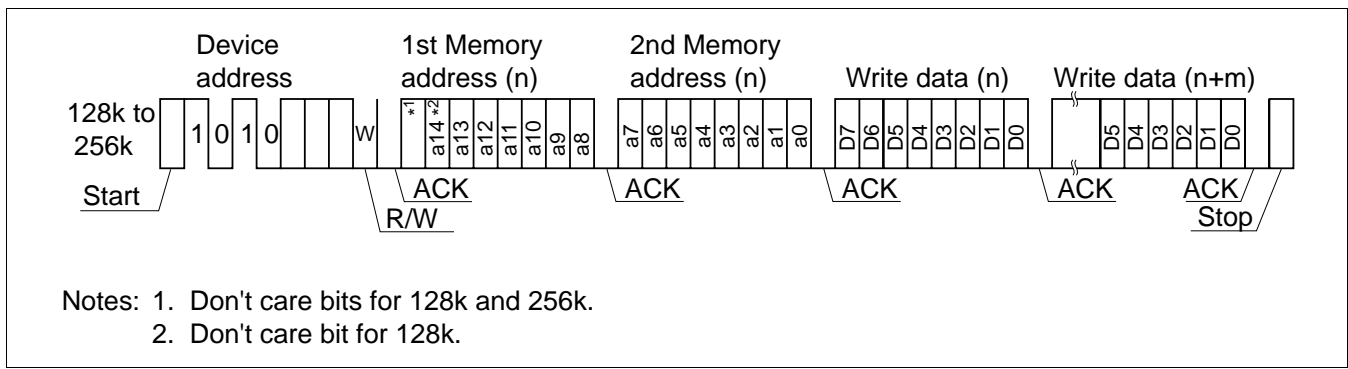 Device address
1st Memory address (n)
2nd Memory address (n)
Write data (n)
Write data (n+m)
128k to 256k
1 0 1 0
W
*1
a14 *2
a13
a12
a11
a10
a9
a8
a7
a6
a5
a4
a3
a2
a1
a0
D7
D6
D5
D4
D3
D2
D1
D0
D5
D4
D3
D2
D1
D0
Start
R/W
ACK
ACK
ACK
ACK
ACK
Stop
Notes: 1. Don't care bits for 128k and 256k.
2. Don't care bit for 128k.